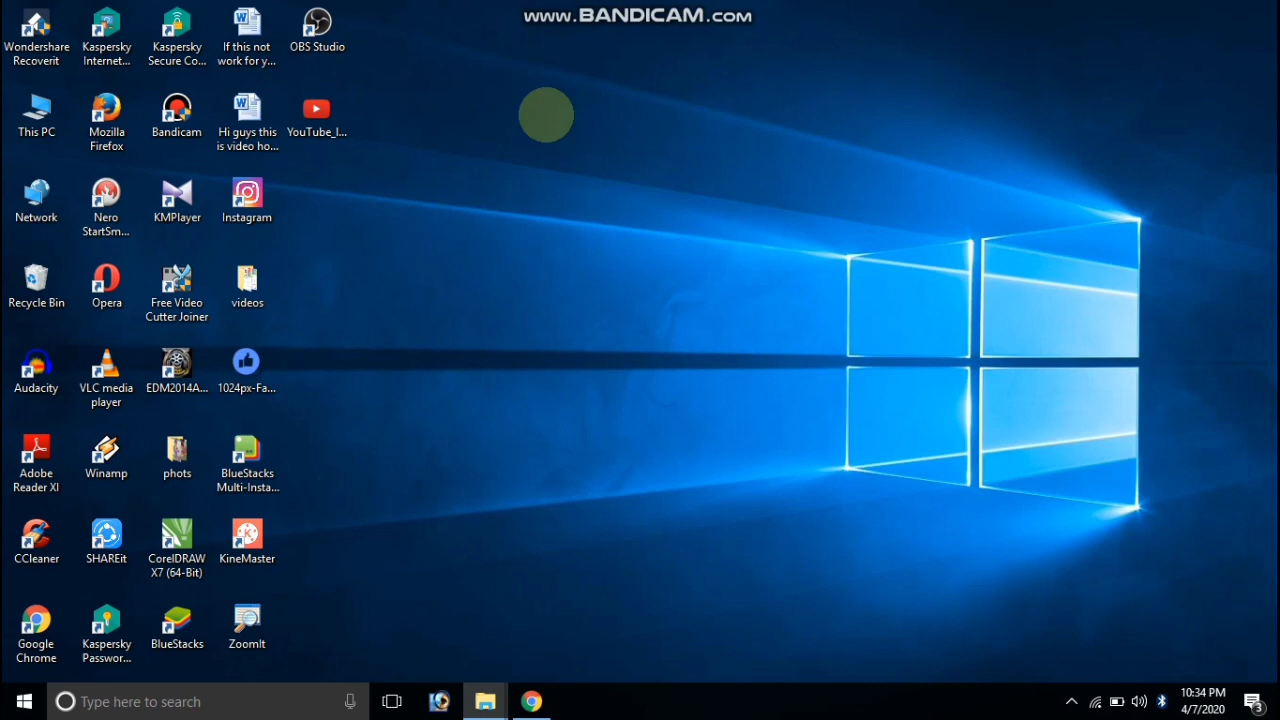 www.BANDICAM.com
Wondershare
Recoverit
Kaspersky
Internet...
Kaspersky
Secure Co...
If this not
work for y...
OBS Studio
This PC
Mozilla
Firefox
Bandicam
Hi guys this
is video ho...
YouTube_l...
Network
Nero
StartSm...
KMPlayer
Instagram
Recycle Bin
Opera
Free Video
Cutter Joiner
videos
Audacity
VLC media
player
EDM2014A...
1024px-Fa...
Adobe
Reader XI
Winamp
phots
BlueStacks
Multi-Insta...
CCleaner
SHAREit
CorelDRAW
X7 (64-Bit)
KineMaster
Google
Chrome
Kaspersky
Passwor...
BlueStacks
ZoomIt
Type here to search
10:34 PM
4/7/2020
3